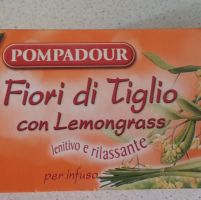 POMPADOUR
Fiori di Tiglio
con Lemongrass
lenitivo e rilassante
per infuso